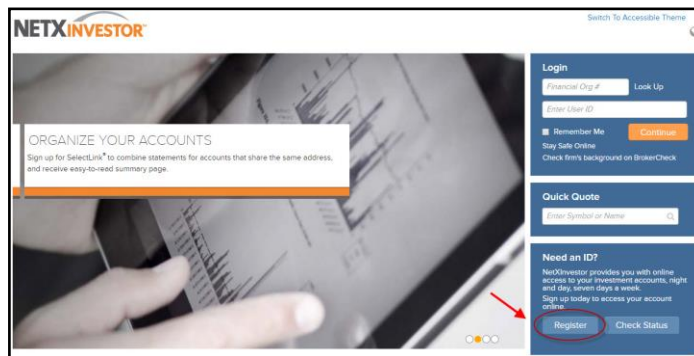 NETXINVESTOR
Switch To Accessible Theme
ORGANIZE YOUR ACCOUNTS
Sign up for SelectLink® to combine statements for accounts that share the same address,
and receive easy-to-read summary page.
Login
Financial Org #
Look Up
Enter User ID
Remember Me
Continue
Stay Safe Online
Check firm's background on BrokerCheck
Quick Quote
Enter Symbol or Name
Need an ID?
NetXInvestor provides you with online
access to your investment accounts, night
and day, seven days a week.
Sign up today to access your account
online.
Register
Check Status